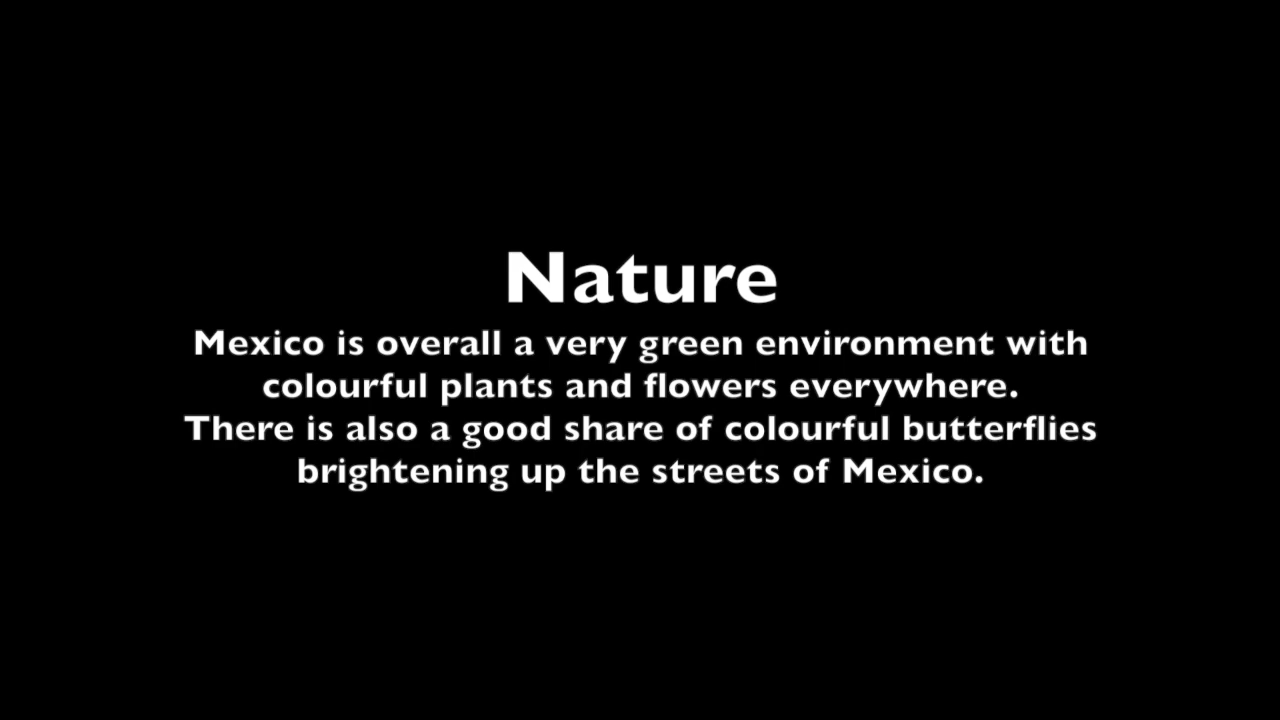 Nature
Mexico is overall a very green environment with
colourful plants and flowers everywhere.
There is also a good share of colourful butterflies
brightening up the streets of Mexico.